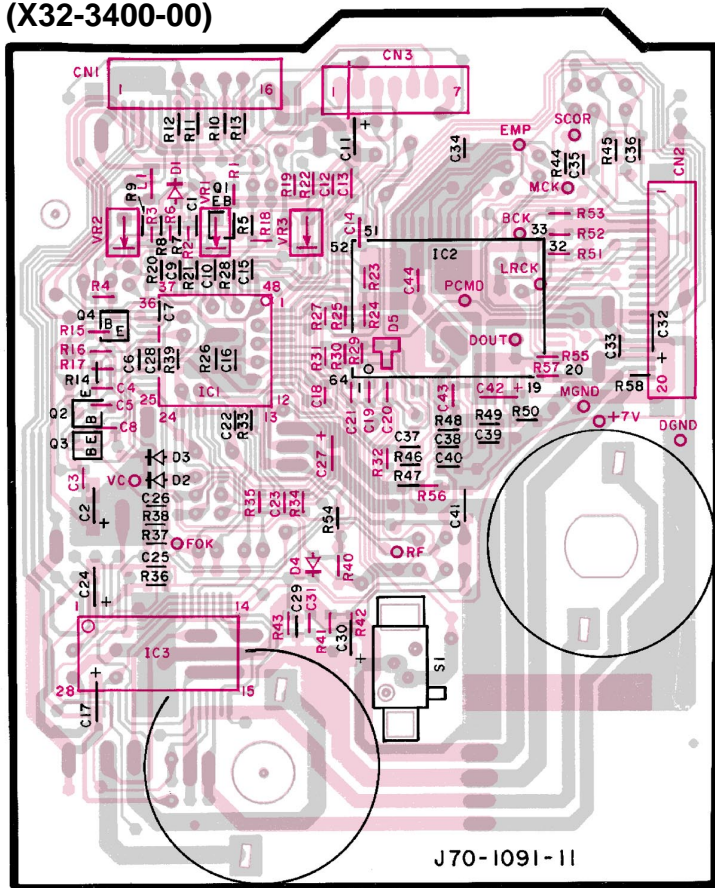 (X32-3400-00)
CN1
1 16
CN3
1 7
R12 R11 R10 R13
C11 +
C34
EMP
SCOR
R44 C35
R45 C36
CN2
1
MCK
R9 L1 D1 VR1 Q1 R1
EB
R19 R22 C12 C13
VR2 R3 R8 R6 R7 R2 C1 R5 R18 VR3 C14
51
52
BCK
33
32
R53
R52
R51
IC2
R20 C9 R21 C10 R28 C15
R23 C44
LRCK
PCMD
R4
37 48
36 C7 1
Q4
B
E
R15
R27 R25 R24
D5
DOUT
C33 C32
+
R16
R17
R14
C6 C28 R39 R26 C16
R31 R30 R29
R55
R57 20
R58
20
IC1
E C4
64 1
19
C18
C21 C19 C20
C43 C42 +
MGND
25 12
Q2 B C5
24 13
C22 R33
C8
Q3 BE
R48 R49 R50
C37 C38 C39
+7V
DGND
C27 +
R32 R46 C40
R47
R56
D3
D2
C3 VC
C26
C2 +
R38
R35 C23 R34
R54
C41
R37
FOK
C25
R36
RF
C24 +
D4 R40
1 14
C29 C31
R43 R41 C30 + R42
IC3
28 15
C17 +
S1
J70-1091-11